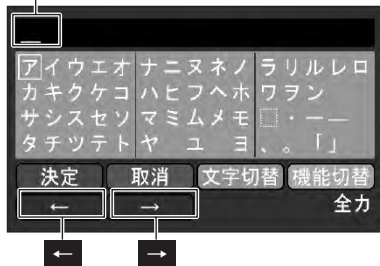 アイウエオ ナニヌネノ ラリルレロ
カキクケコ ハヒフヘホ ワヲン
サシスセソ マミムメモ ・ー—
タチツテト ヤ ユ ヨ 、。「」
決定 取消 文字切替 機能切替
← → 全力
← →